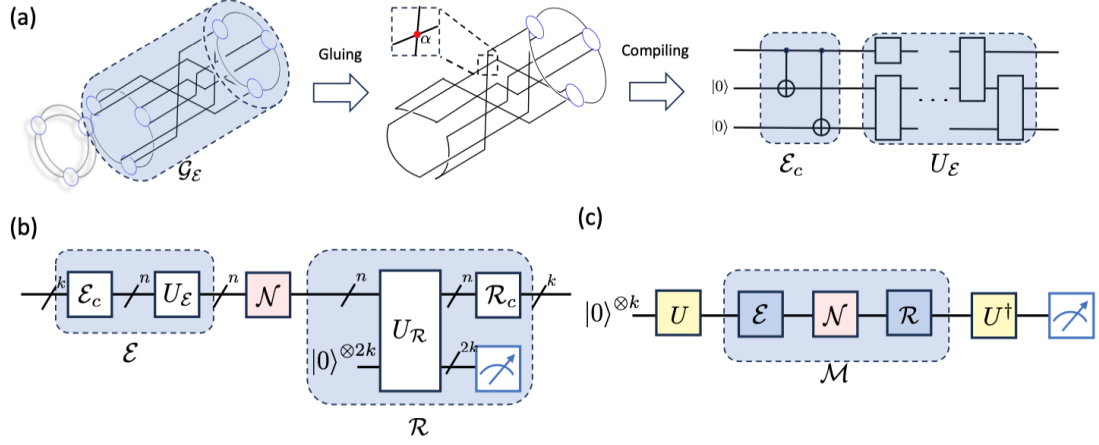 (a)
Gluing
Compiling
α
𝒢_ℰ
|0⟩
|0⟩
...
ℰ_c
U_ℰ
(b)
k
ℰ_c
n
U_ℰ
n
𝒩
n
U_ℛ
n
ℛ_c
k
|0⟩^{⊗2k}
2k
ℰ
ℛ
(c)
|0⟩^{⊗k}
U
ℰ
𝒩
ℛ
U^†
ℳ